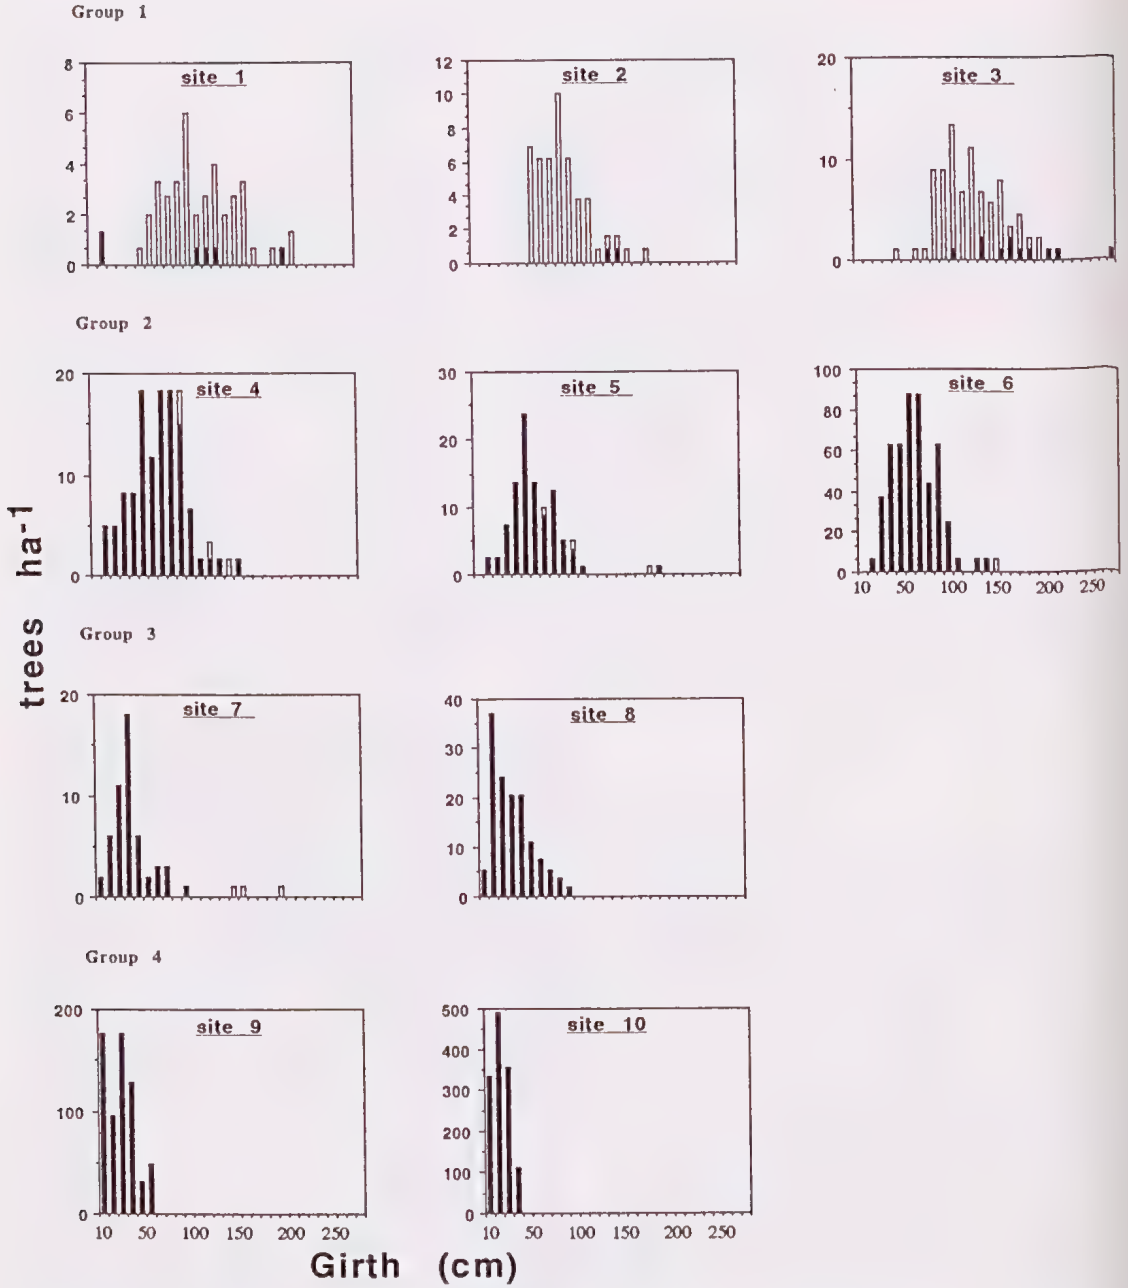 Group 1
site 1
8
6
4
2
0
site 2
12
10
8
6
4
2
0
site 3
20
10
0
Group 2
site 4
20
10
0
site 5
30
20
10
0
site 6
100
80
60
40
20
0
10 50 100 150 200 250
trees ha-1
Group 3
site 7
20
10
0
site 8
40
30
20
10
0
Group 4
site 9
200
100
0
10 50 100 150 200 250
site 10
500
400
300
200
100
0
10 50 100 150 200 250
Girth (cm)